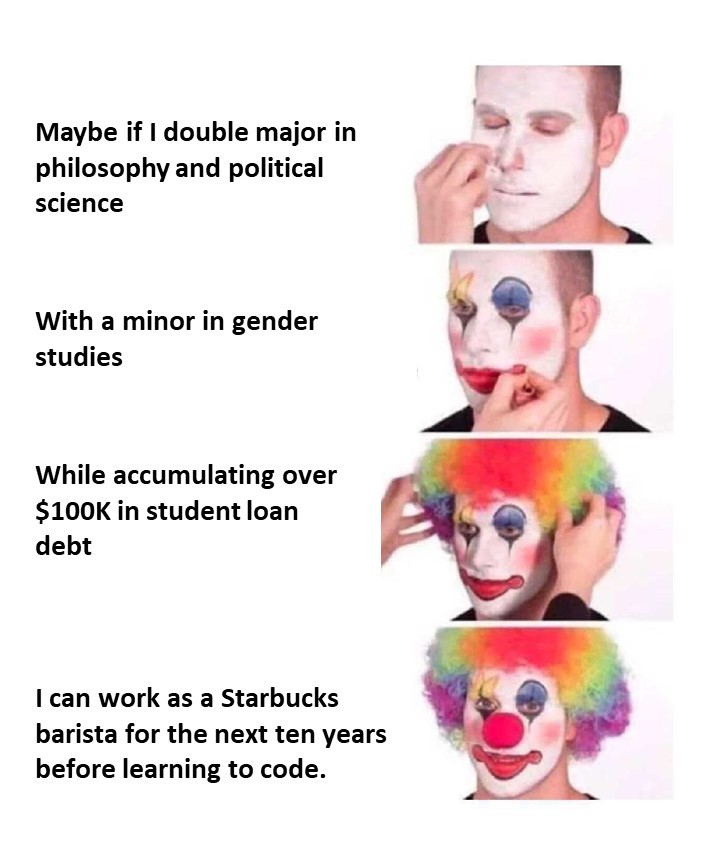 Maybe if I double major in
philosophy and political
science
With a minor in gender
studies
While accumulating over
$100K in student loan
debt
I can work as a Starbucks
barista for the next ten years
before learning to code.